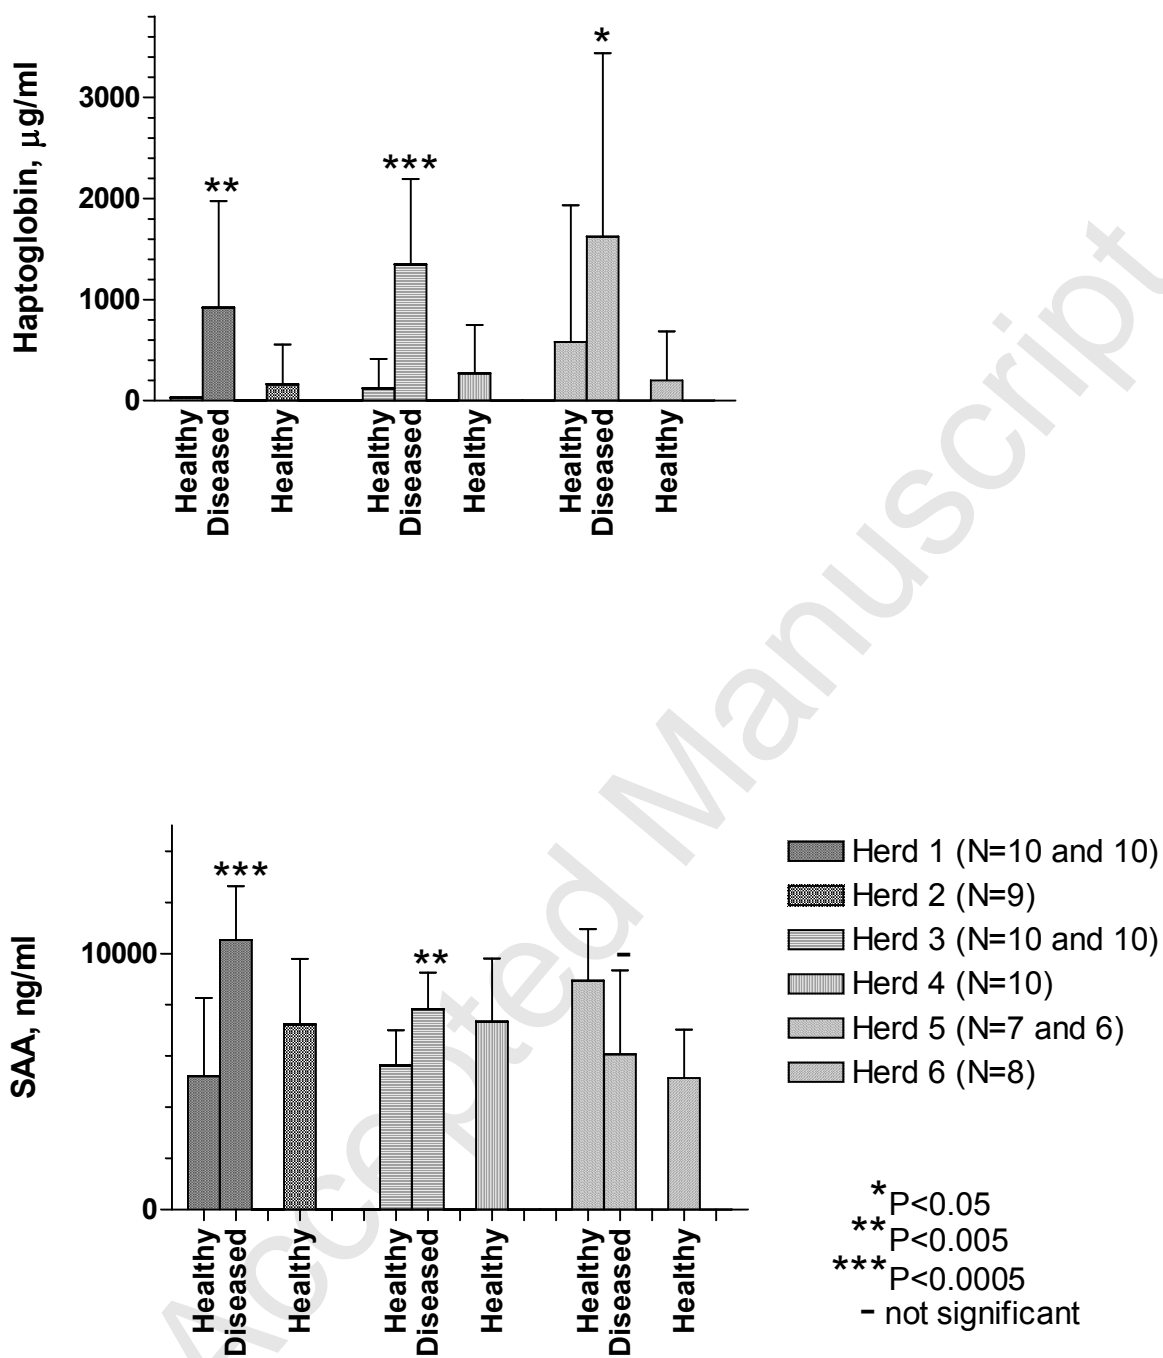 Haptoglobin, µg/ml
3000
2000
1000
0
**
***
*
Healthy
Diseased
Healthy
Healthy
Diseased
Healthy
Healthy
Diseased
Healthy
SAA, ng/ml
10000
0
***
**
-
Healthy
Diseased
Healthy
Healthy
Diseased
Healthy
Healthy
Diseased
Healthy
Herd 1 (N=10 and 10)
Herd 2 (N=9)
Herd 3 (N=10 and 10)
Herd 4 (N=10)
Herd 5 (N=7 and 6)
Herd 6 (N=8)
*P<0.05
**P<0.005
***P<0.0005
- not significant
Accepted Manuscript